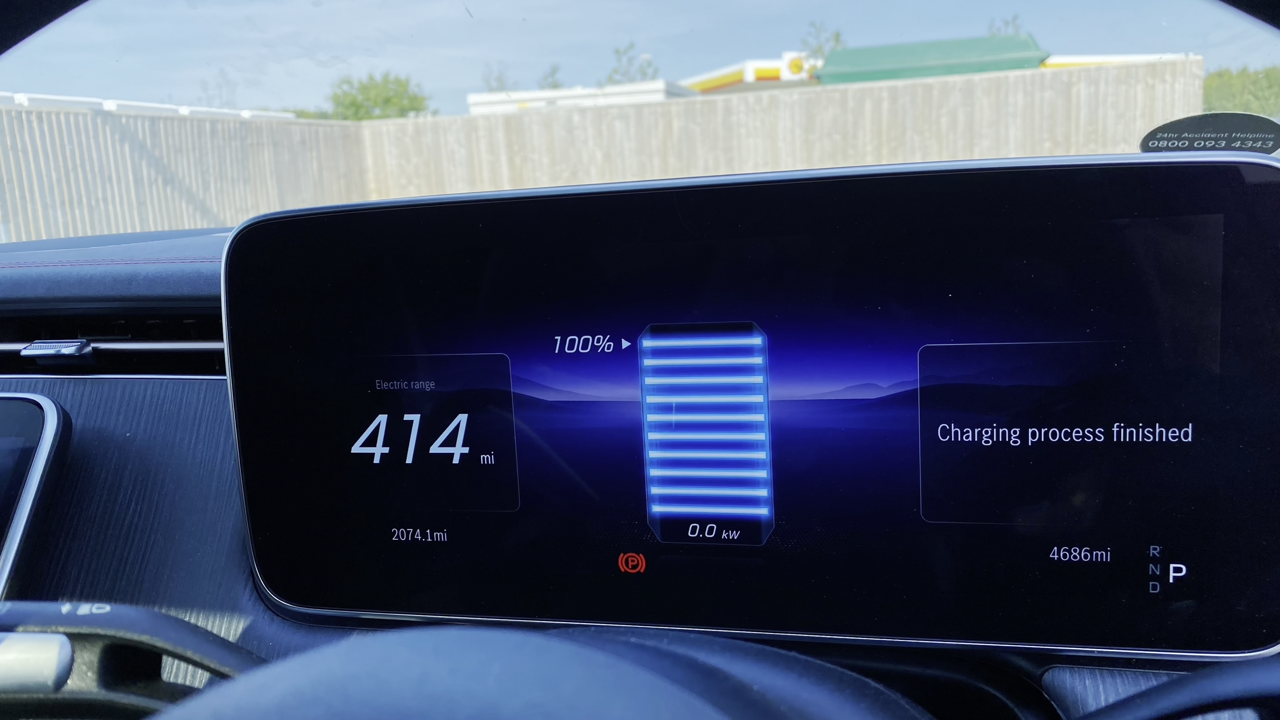 24hr Accident Helpline
0800 093 4343
100%
Electric range
414 mi
Charging process finished
0.0 kW
2074.1mi
4686mi
R
N P
D
(P)